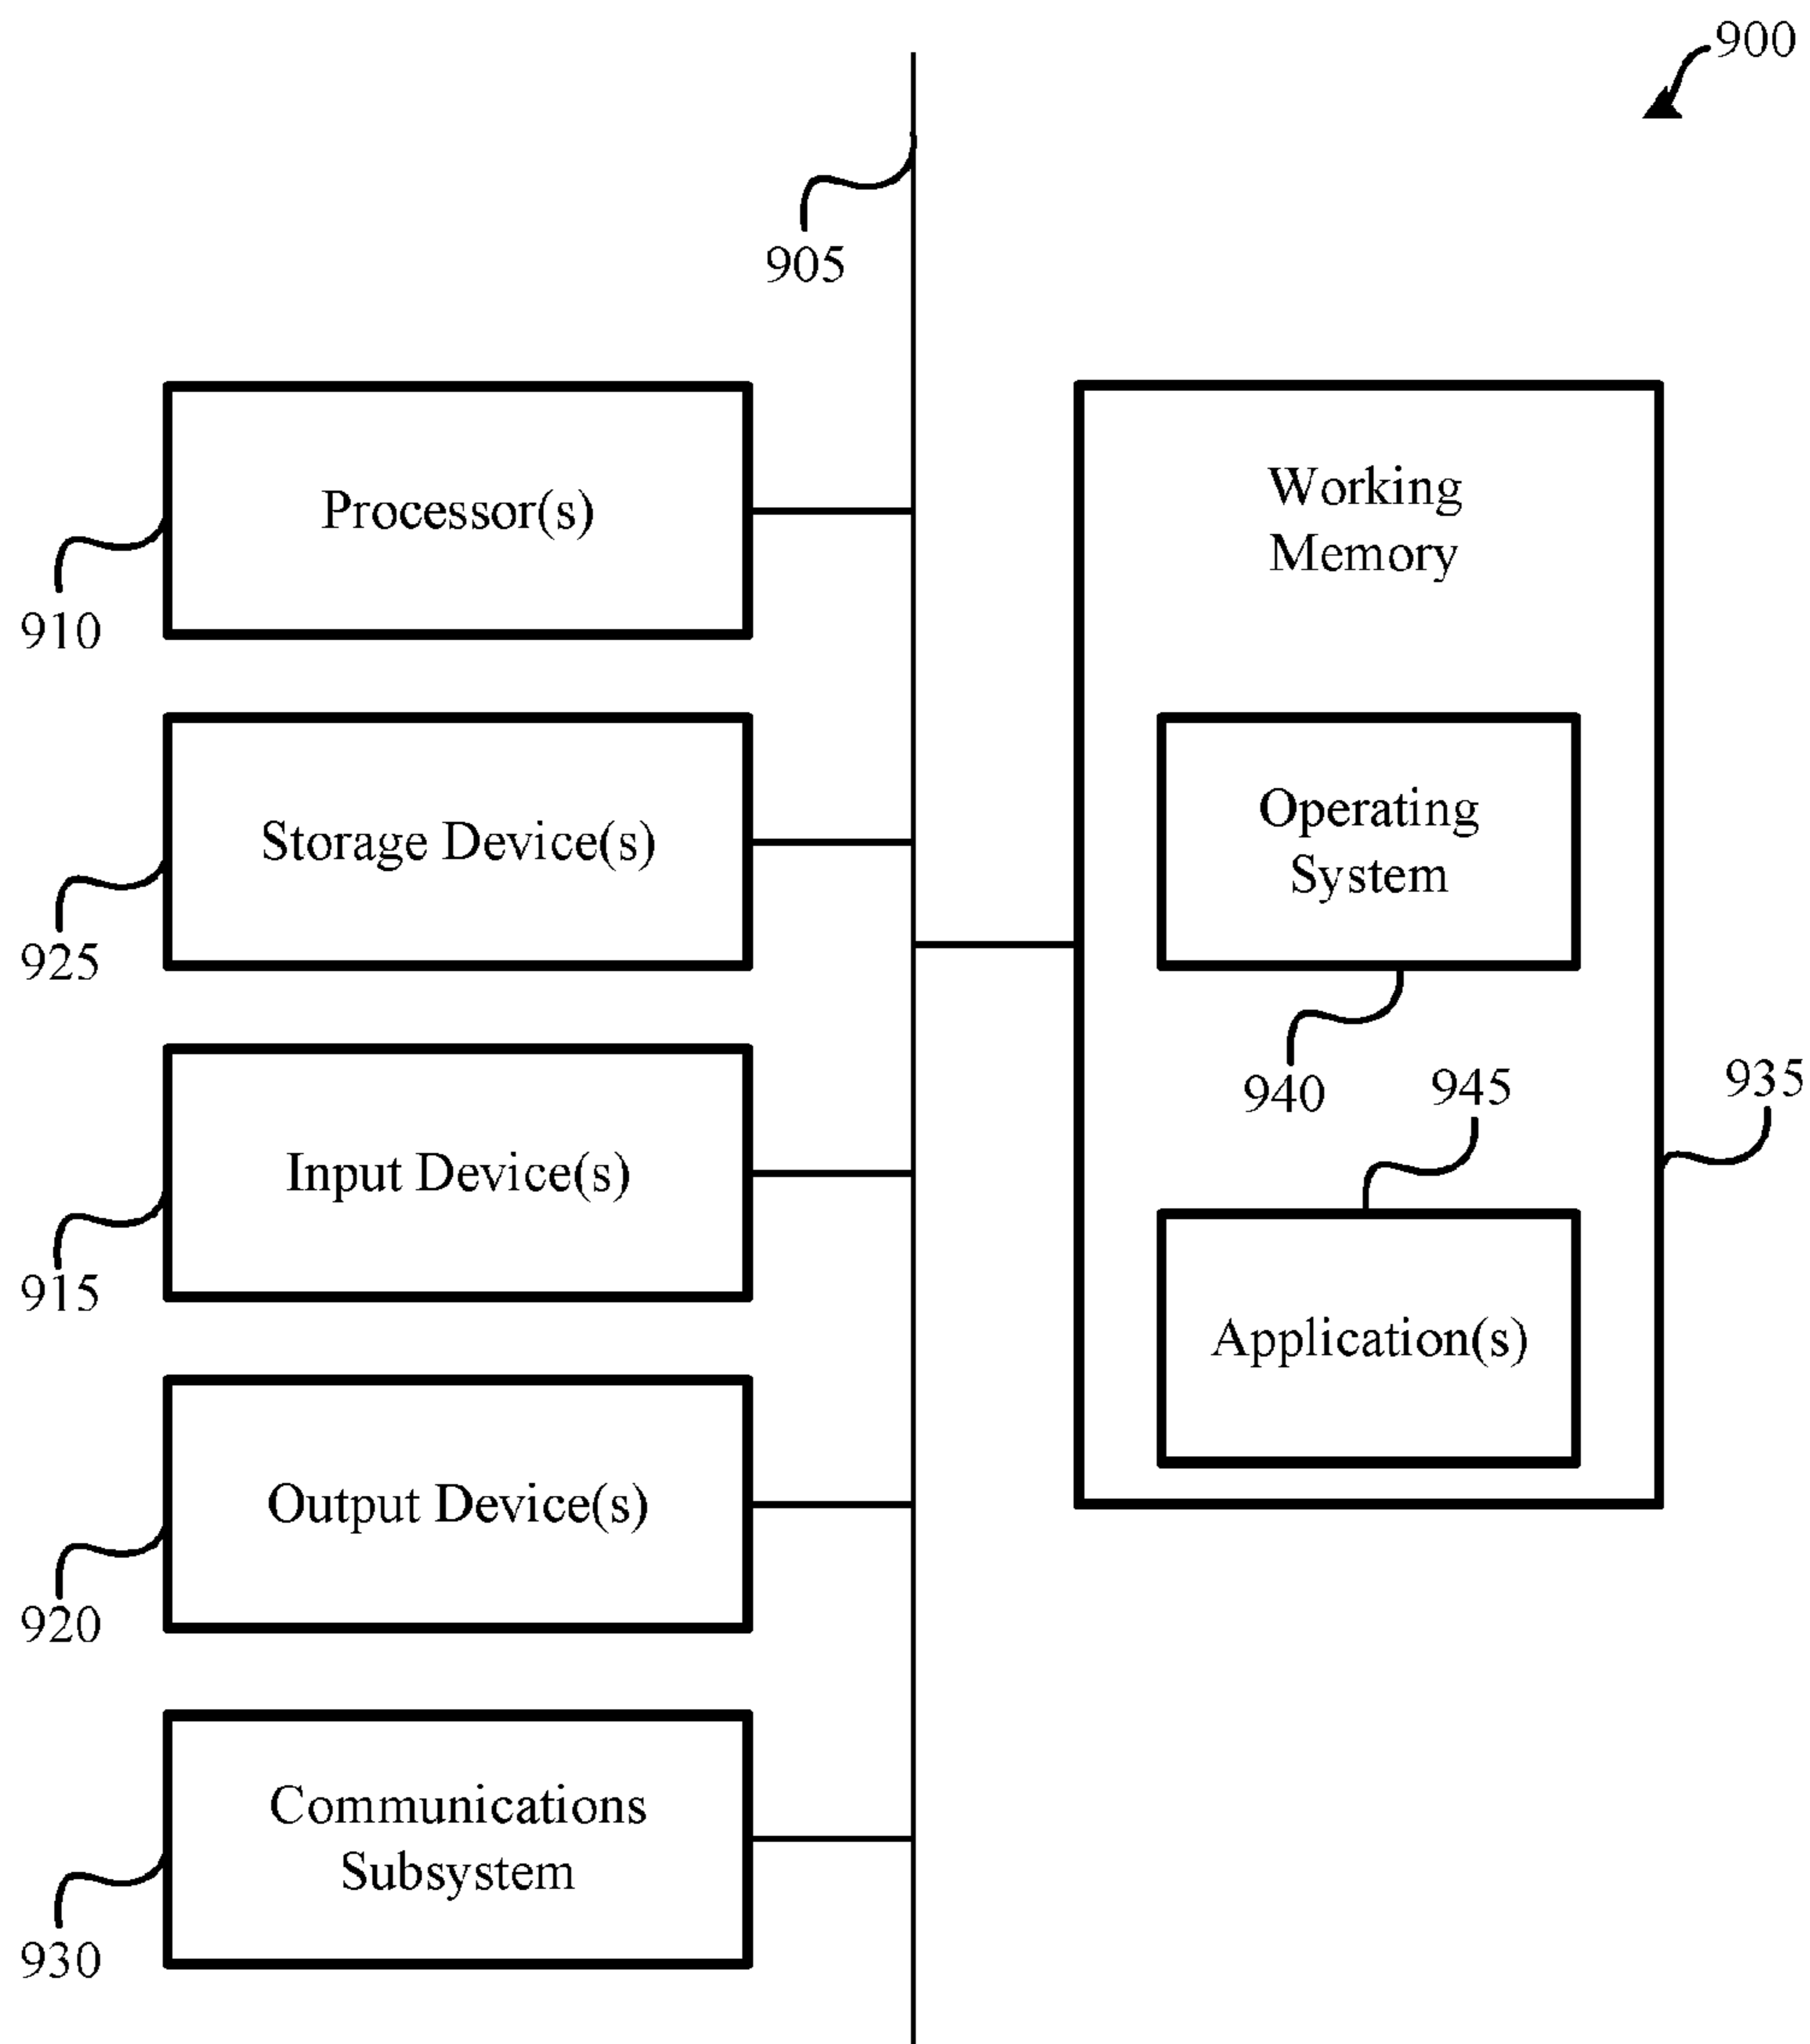 900
905
Processor(s)
910
Storage Device(s)
925
Input Device(s)
915
Output Device(s)
920
Communications
Subsystem
930
Working
Memory
Operating
System
940
945
935
Application(s)